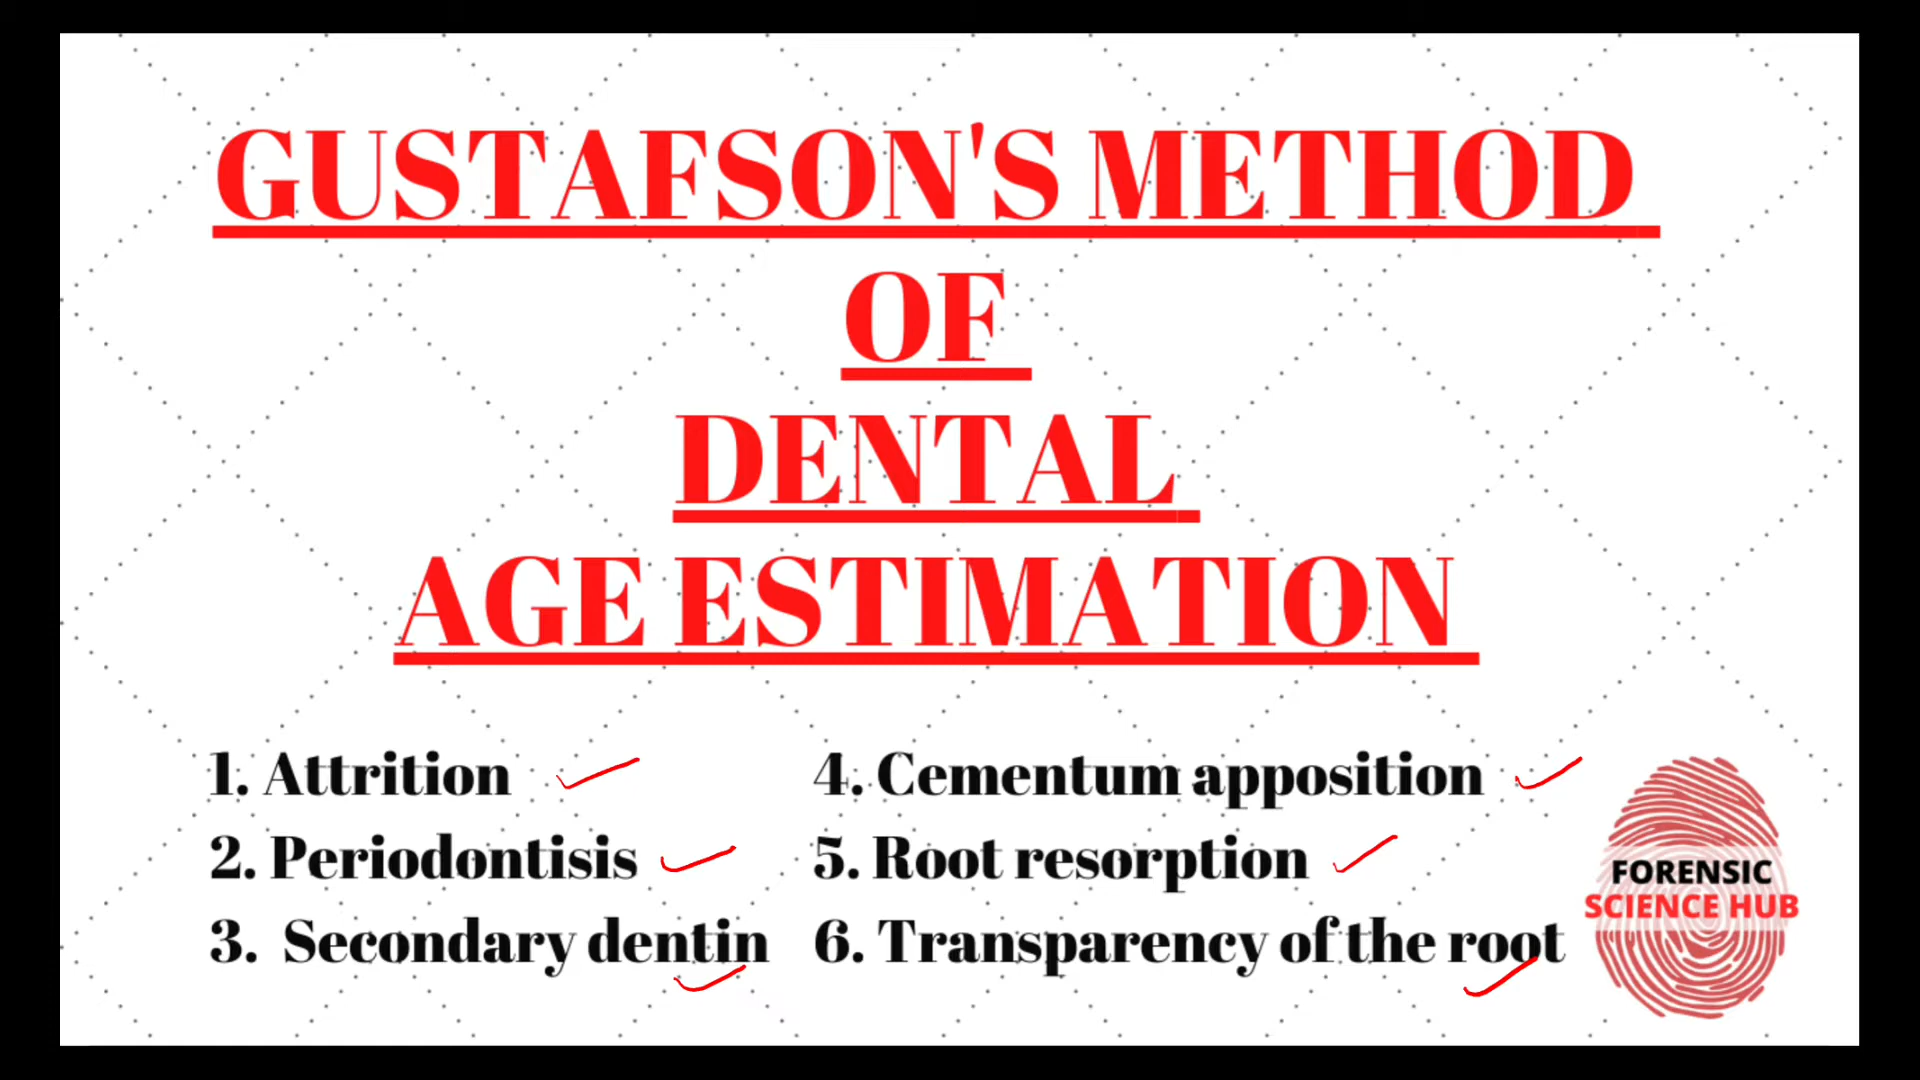 GUSTAFSON'S METHOD
OF
DENTAL
AGE ESTIMATION
1. Attrition
2. Periodontisis
3. Secondary dentin
4. Cementum apposition
5. Root resorption
6. Transparency of the root
FORENSIC
SCIENCE HUB